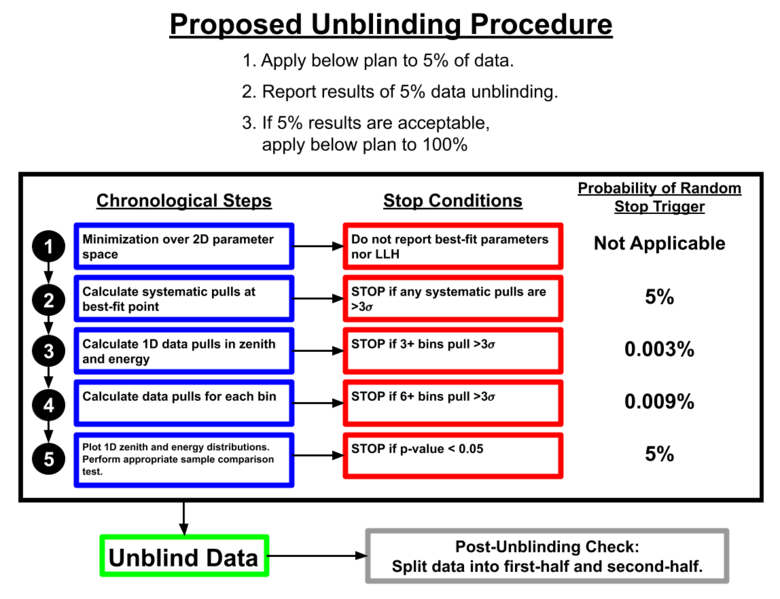 Proposed Unblinding Procedure
1. Apply below plan to 5% of data.
2. Report results of 5% data unblinding.
3. If 5% results are acceptable,
apply below plan to 100%
Chronological Steps
Stop Conditions
Probability of Random
Stop Trigger
1
Minimization over 2D parameter
space
Do not report best-fit parameters
nor LLH
Not Applicable
2
Calculate systematic pulls at
best-fit point
STOP if any systematic pulls are
>3σ
5%
3
Calculate 1D data pulls in zenith
and energy
STOP if 3+ bins pull >3σ
0.003%
4
Calculate data pulls for each bin
STOP if 6+ bins pull >3σ
0.009%
5
Plot 1D zenith and energy distributions.
Perform appropriate sample comparison
test.
STOP if p-value < 0.05
5%
Unblind Data
Post-Unblinding Check:
Split data into first-half and second-half.